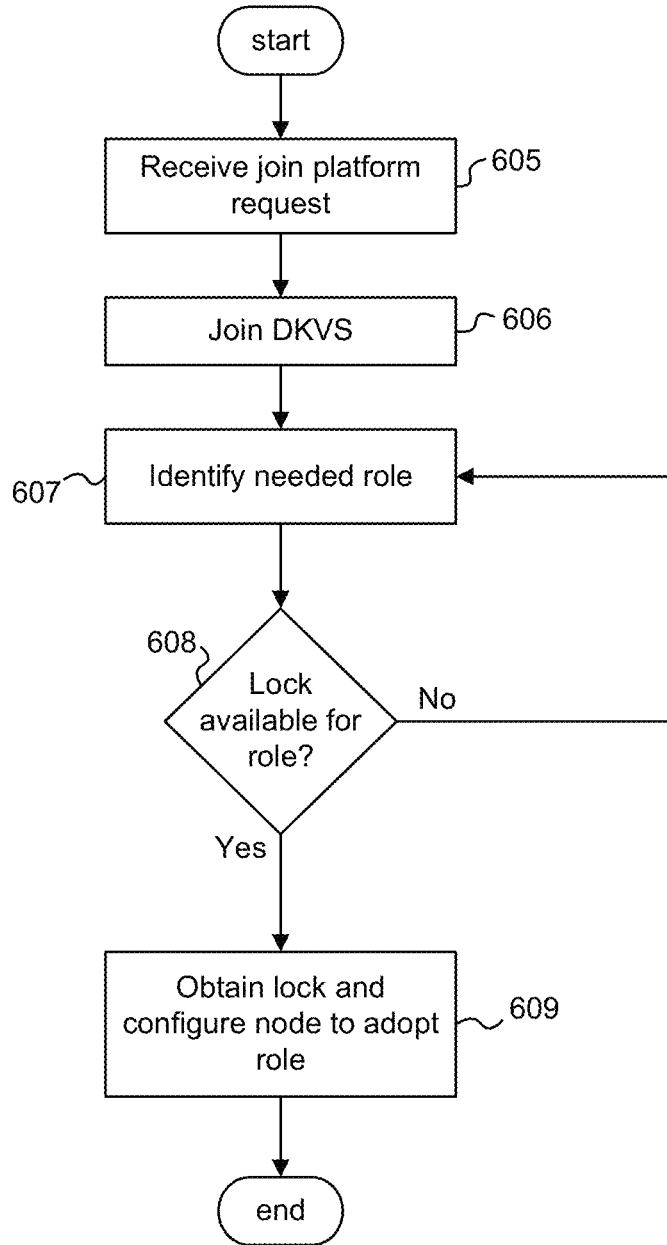 start
Receive join platform
request
605
Join DKVS
606
Identify needed role
607
608
Lock
available for
role?
No
Yes
Obtain lock and
configure node to adopt
role
609
end